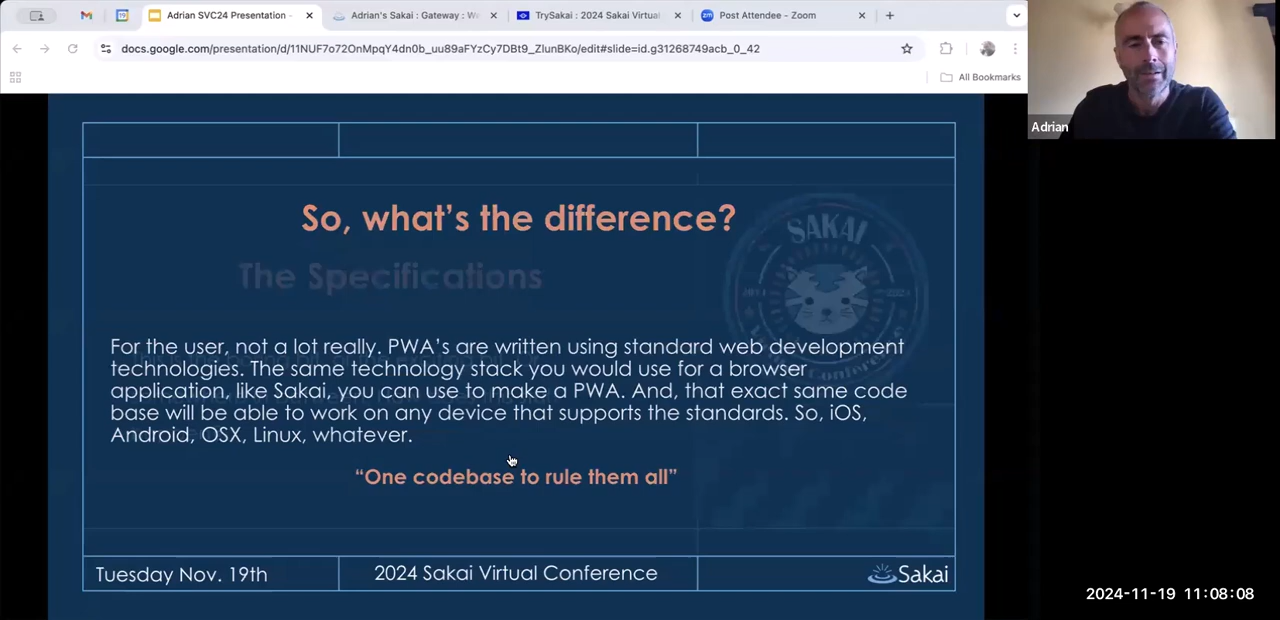 Adrian SVC24 Presentation -
Adrian's Sakai : Gateway : We
TrySakai : 2024 Sakai Virtual
Post Attendee - Zoom
docs.google.com/presentation/d/11NUF7o72OnMpqY4dn0b_uu89aFYzCy7DBt9_ZlunBKo/edit#slide=id.g31268749acb_0_42
All Bookmarks
Adrian
So, what's the difference?
SAKAI
The Specifications
For the user, not a lot really. PWA's are written using standard web development
technologies. The same technology stack you would use for a browser
application, like Sakai, you can use to make a PWA. And, that exact same code
base will be able to work on any device that supports the standards. So, iOS,
Android, OSX, Linux, whatever.
“One codebase to rule them all”
Tuesday Nov. 19th
2024 Sakai Virtual Conference
Sakai
2024-11-19 11:08:08